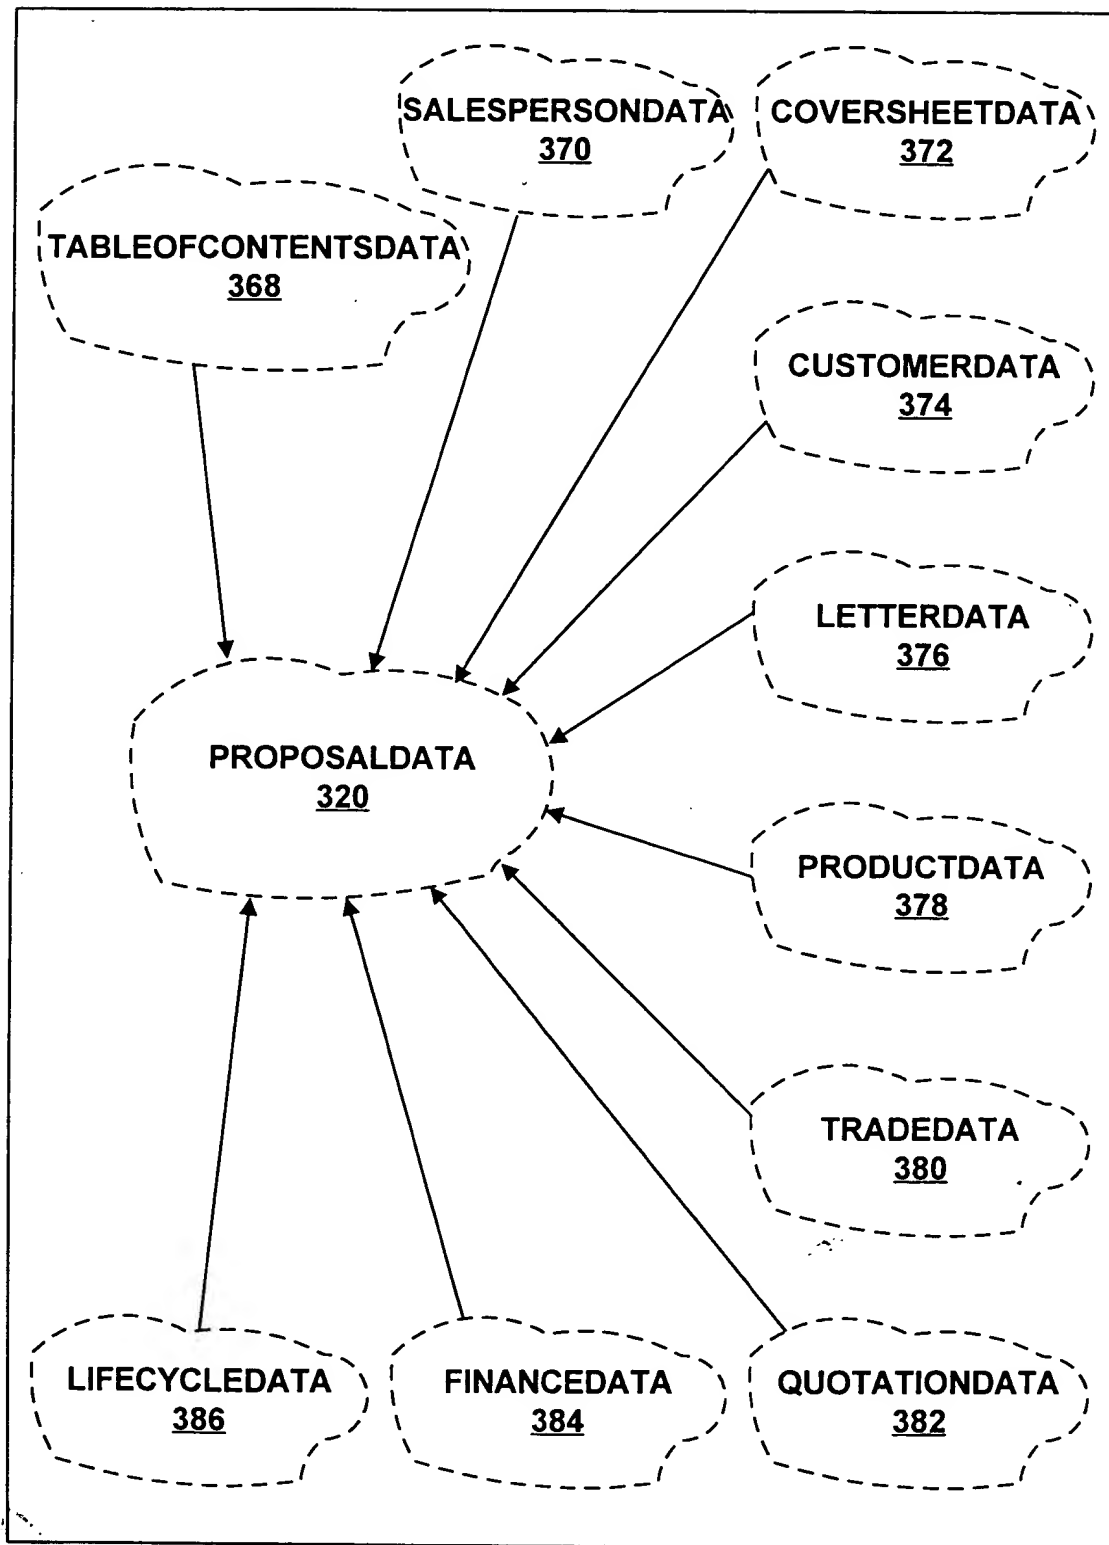 SALESPERSONDATA
370
COVERSHEETDATA
372
TABLEOFCONTENTSDATA
368
CUSTOMERDATA
374
LETTERDATA
376
PROPOSALDATA
320
PRODUCTDATA
378
TRADEDATA
380
LIFECYCLEDATA
386
FINANCEDATA
384
QUOTATIONDATA
382